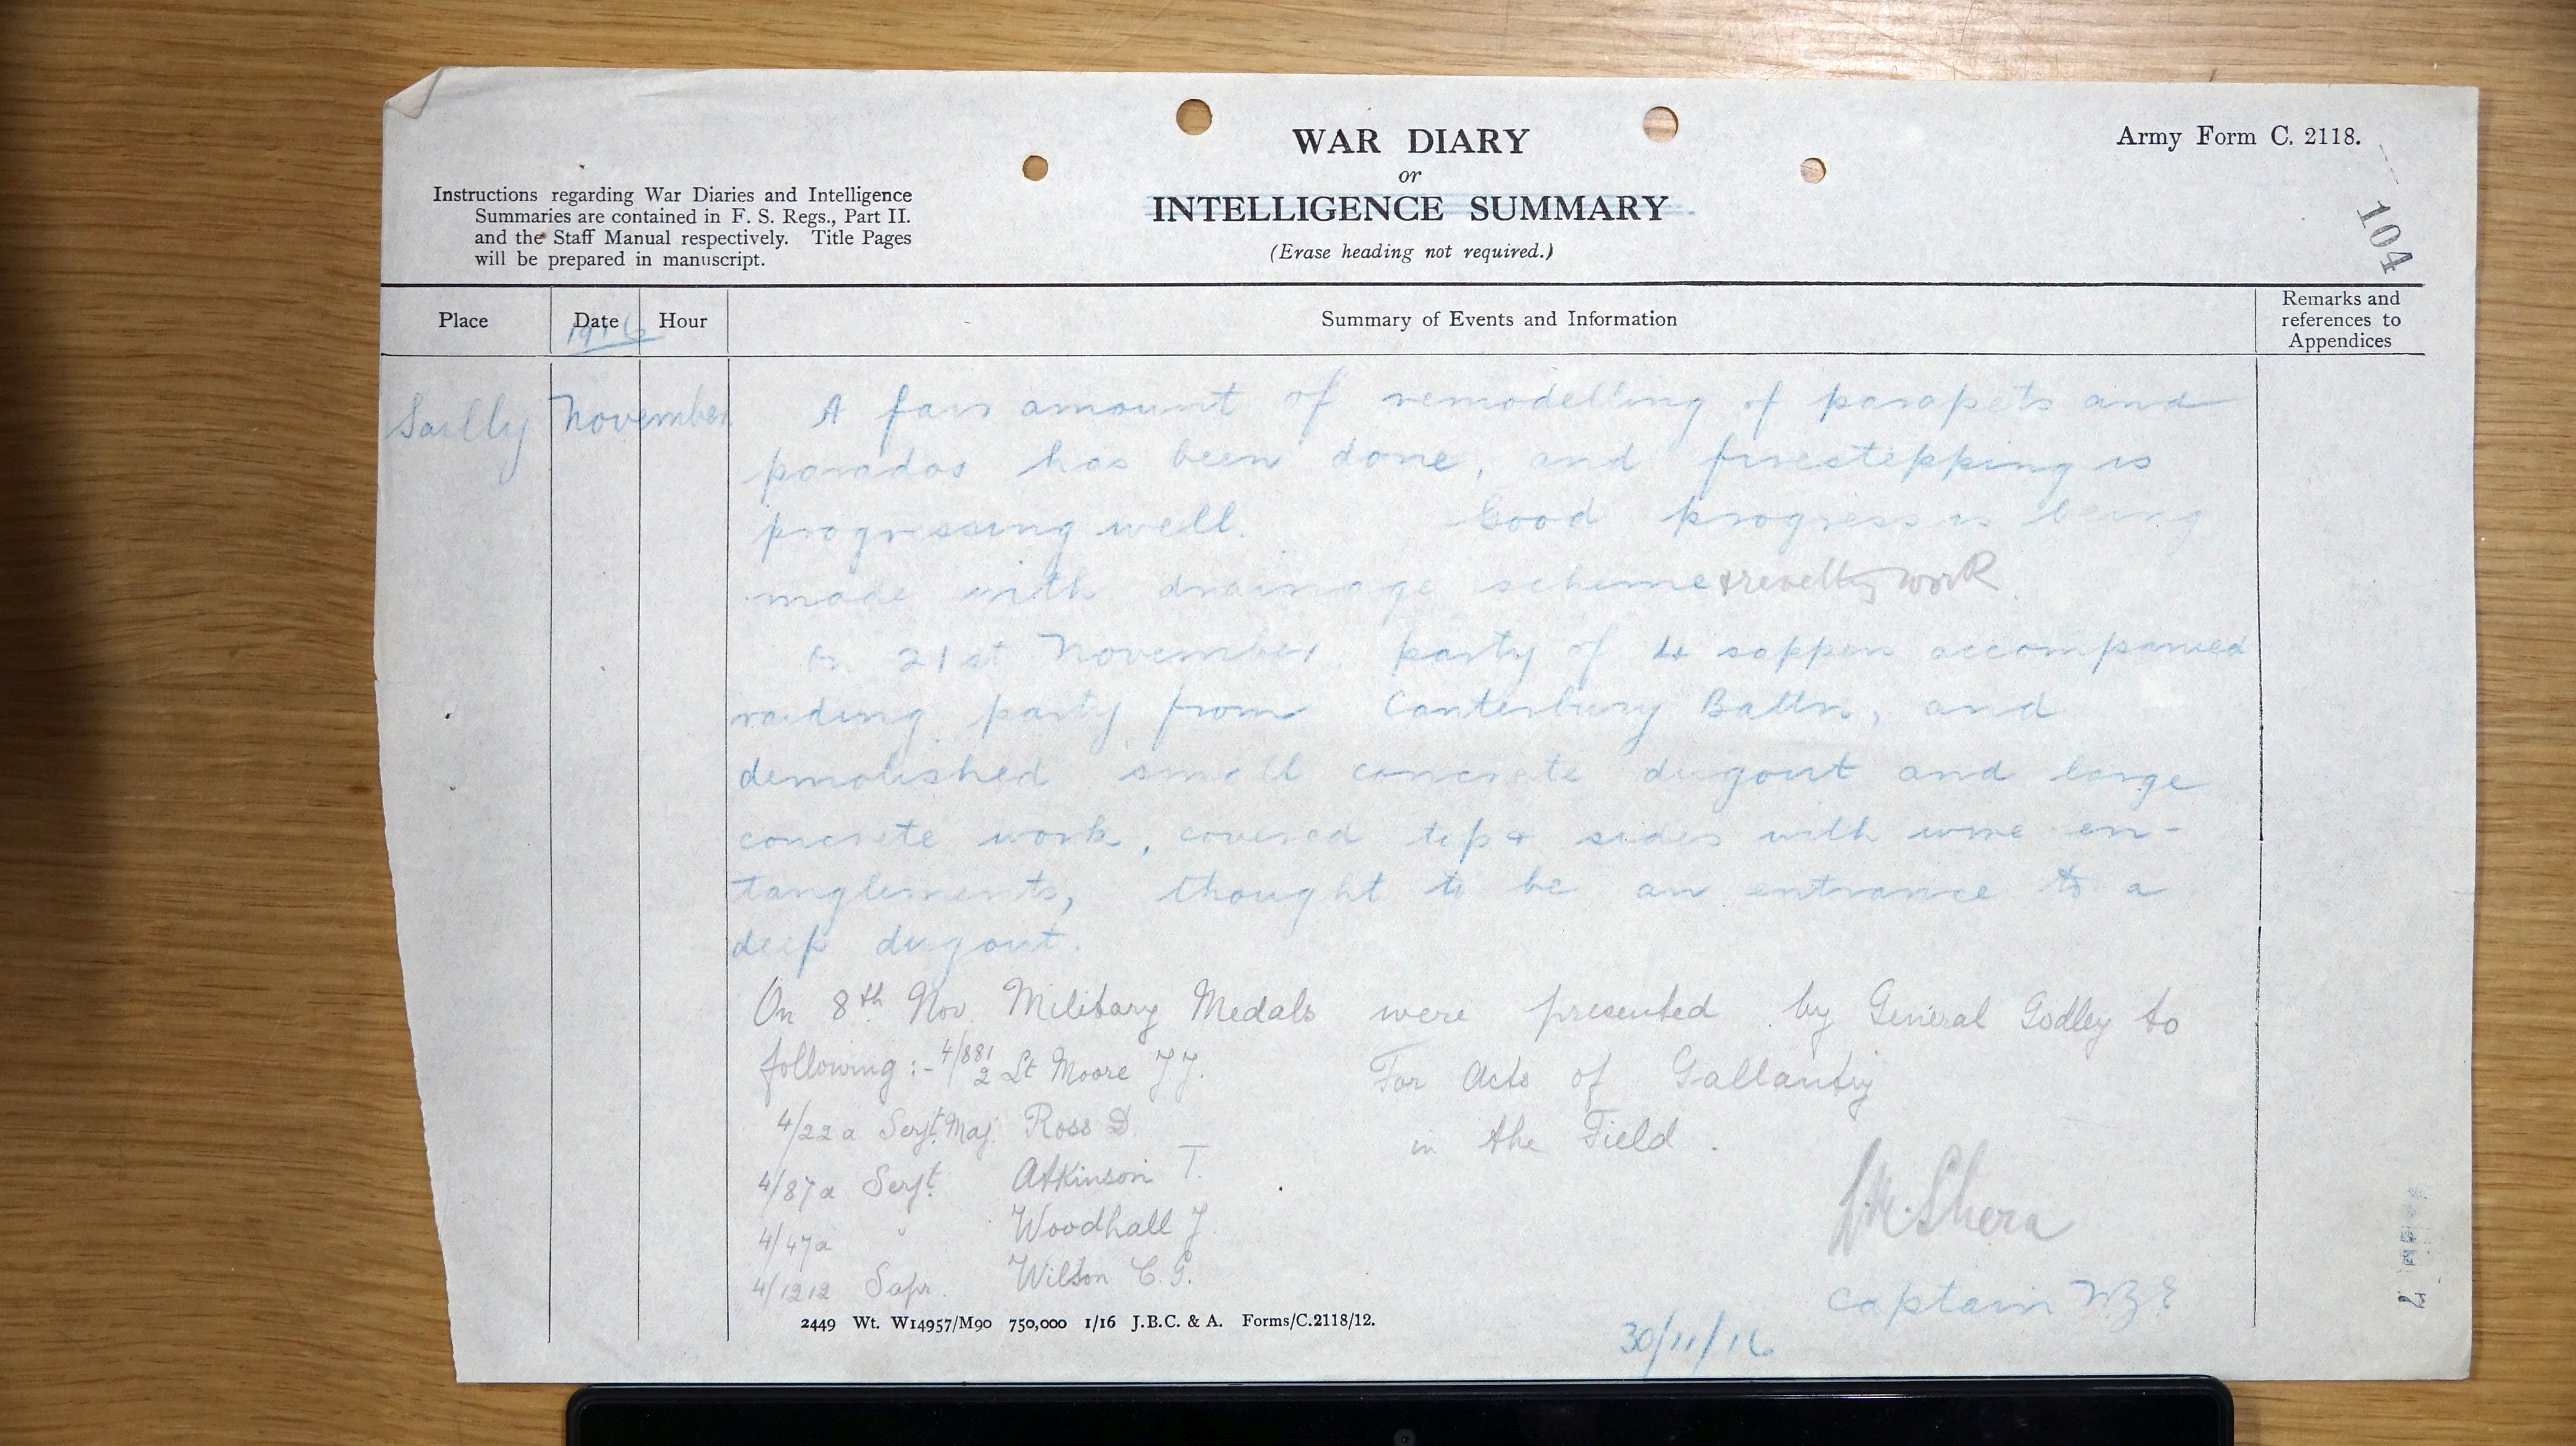 WAR DIARY
or
INTELLIGENCE SUMMARY
(Erase heading not required.)
Army Form C. 2118.
104
Instructions regarding War Diaries and Intelligence
Summaries are contained in F. S. Regs., Part II.
and the Staff Manual respectively. Title Pages
will be prepared in manuscript.
Place Date Hour Summary of Events and Information Remarks and
references to
Appendices
1916
Sailly November
A fair amount of remodelling of parapets and
parados has been done, and firestepping is
progressing well. Good progress is being
made with drainage scheme & revettg work.
On 21st November party of 4 sappers accompanied
raiding party from Canterbury Battn, and
demolished small concrete dugout and large
concrete work, covered top & sides with wire en-
tanglements, thought to be an entrance to a
deep dugout.
On 8th Nov. Military Medals were presented by General Godley to
following :- 4/881 2 Lt Moore J.J. For Acts of Gallantry
4/22a Sergt. Maj. Ross D. in the Field.
4/87a Sergt. Atkinson T.
4/47a " Woodhall J.
4/1212 Sapr. Wilson C.G.
Shera
Captain NZE
30/11/16
2449 Wt. W14957/M90 750,000 1/16 J.B.C. & A. Forms/C.2118/12.